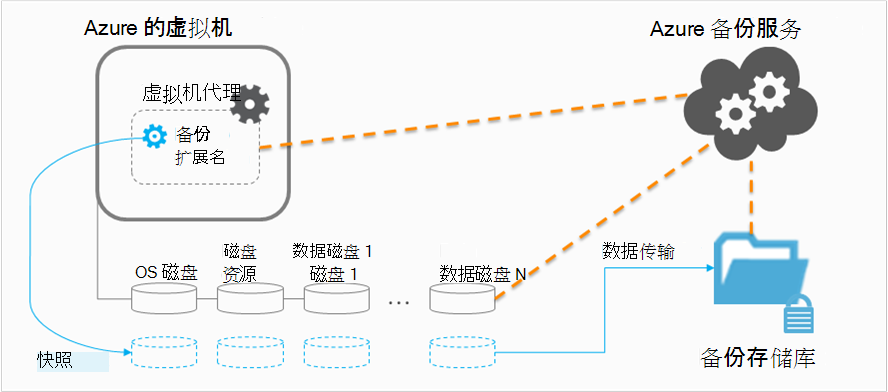 Azure 的虚拟机
Azure 备份服务
虚拟机代理
备份
扩展名
磁盘
资源
数据磁盘 1
磁盘 1
OS 磁盘
数据磁盘 N
...
数据传输
快照
备份存储库